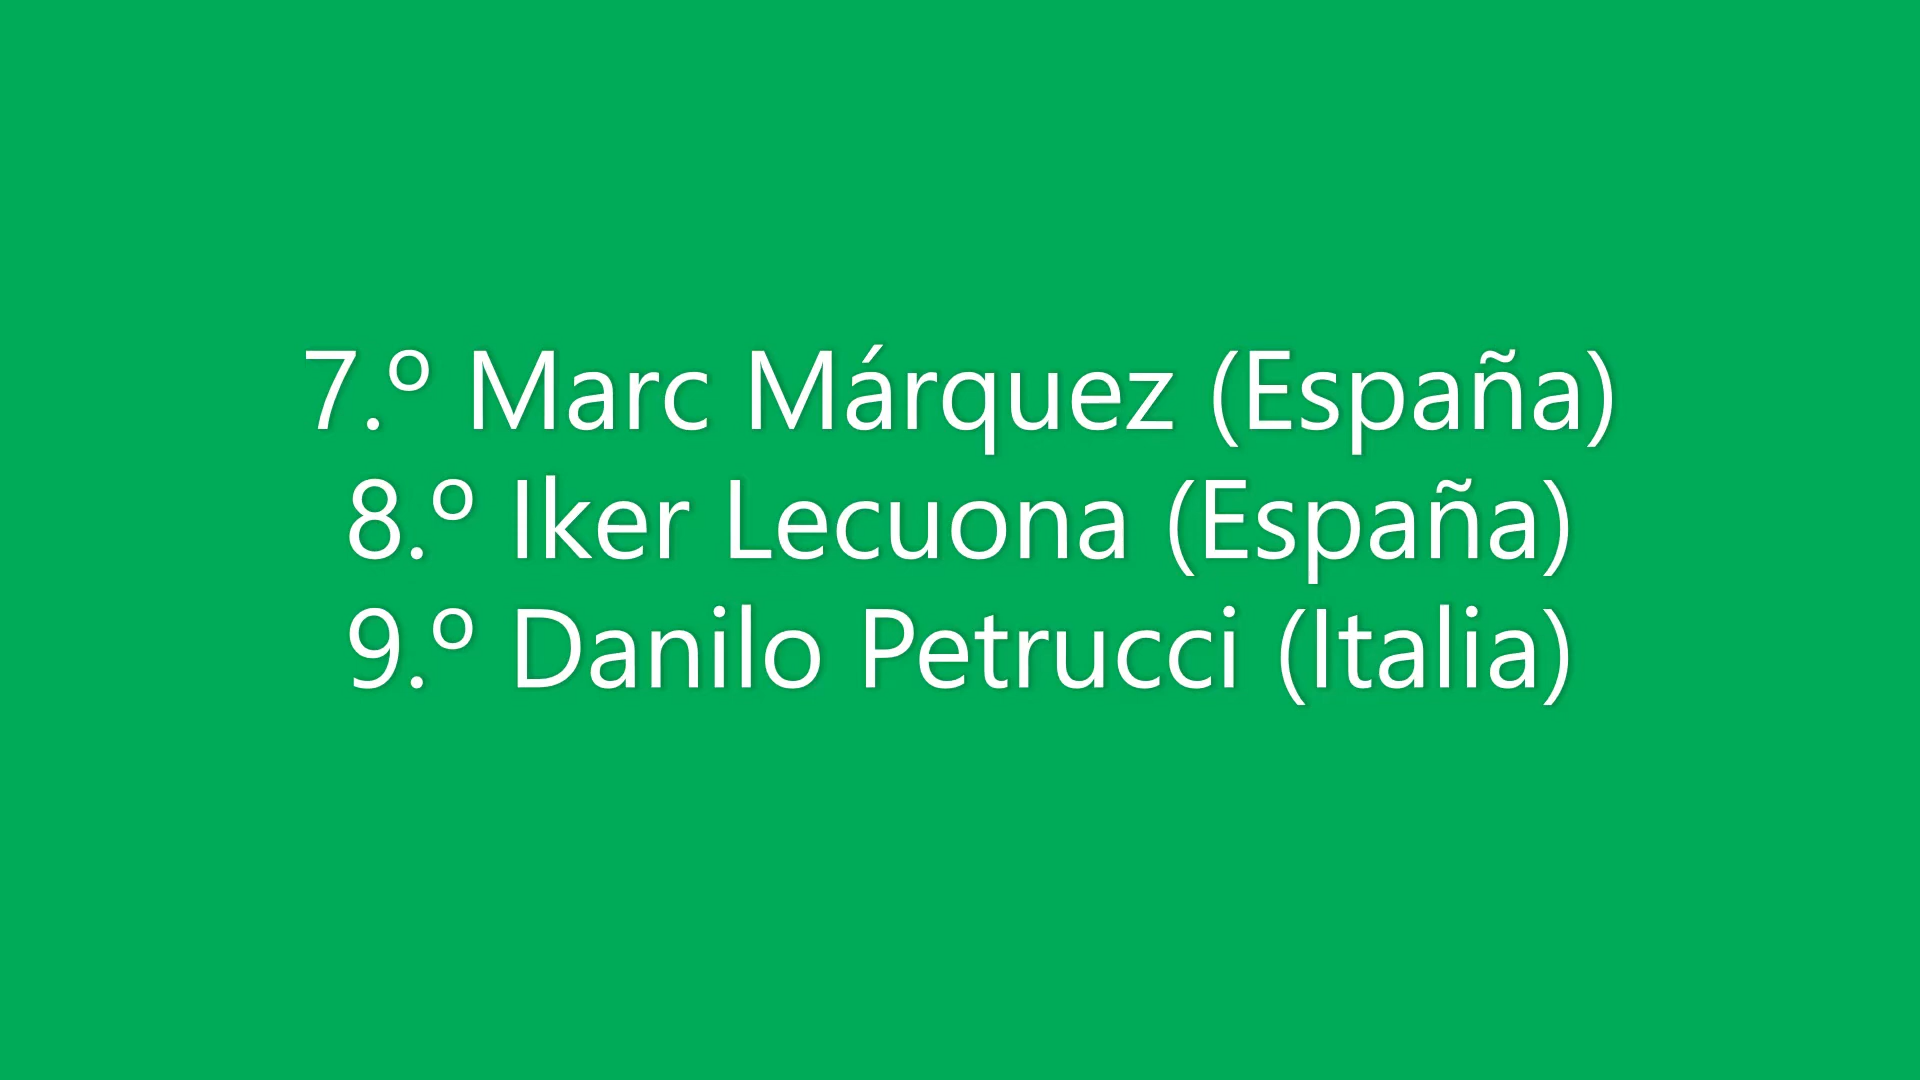 7.º Marc Márquez (España)
8.º Iker Lecuona (España)
9.º Danilo Petrucci (Italia)